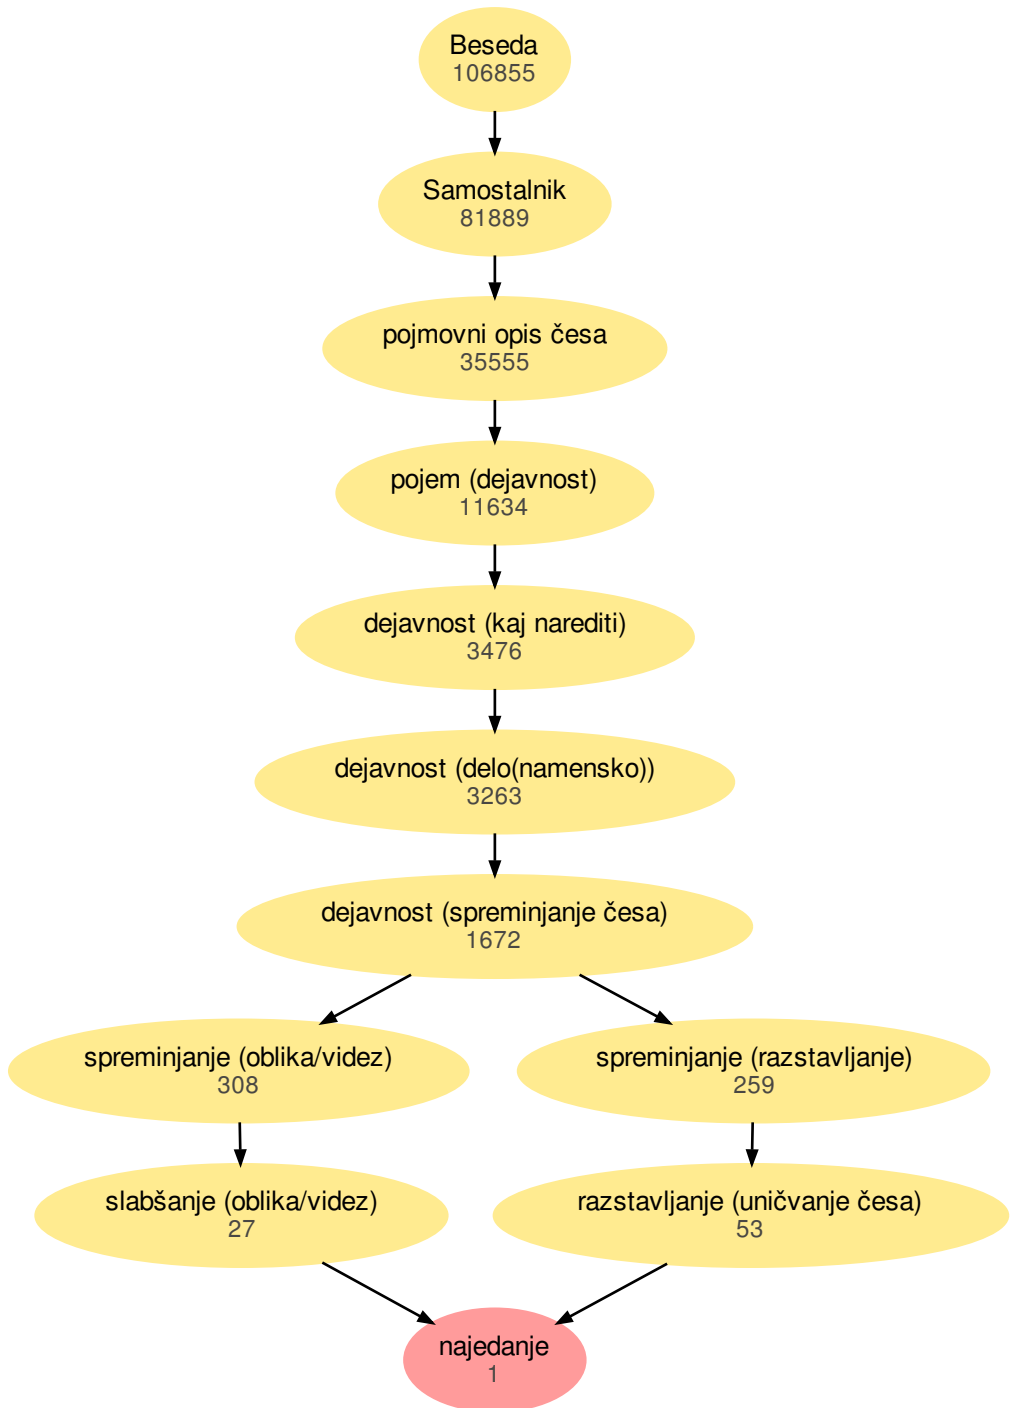 Beseda
106855
Samostalnik
81889
pojmovni opis česa
35555
pojem (dejavnost)
11634
dejavnost (kaj narediti)
3476
dejavnost (delo(namensko))
3263
dejavnost (spreminjanje česa)
1672
spreminjanje (oblika/videz)
308
spreminjanje (razstavljanje)
259
slabšanje (oblika/videz)
27
razstavljanje (uničvanje česa)
53
najedanje
1